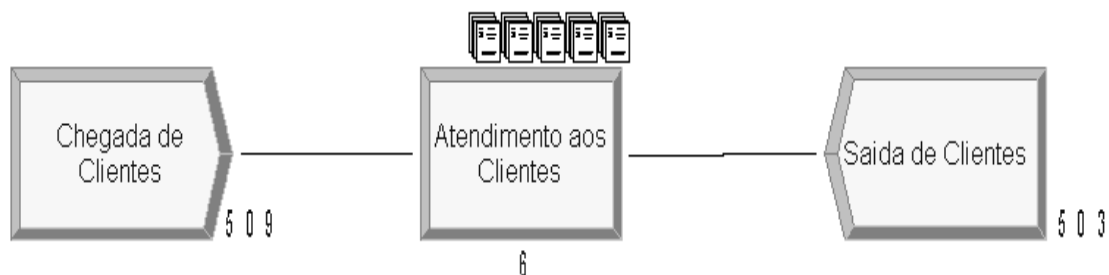 Chegada de
Clientes
5 0 9
Atendimento aos
Clientes
6
Saida de Clientes
5 0 3